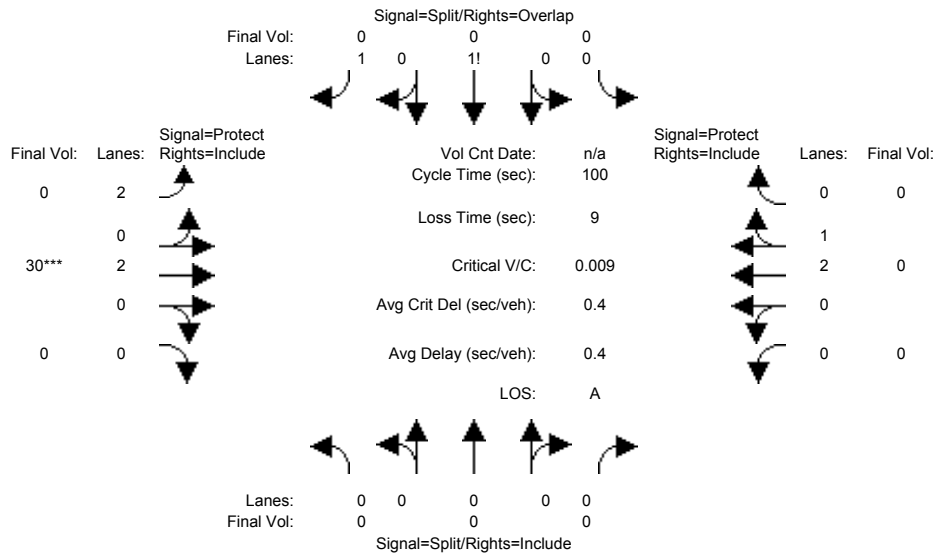 Signal=Split/Rights=Overlap
Final Vol: 0 0 0
Lanes: 1 0 1! 0 0
Signal=Protect Signal=Protect
Final Vol: Lanes: Rights=Include Vol Cnt Date: n/a Rights=Include Lanes: Final Vol:
Cycle Time (sec): 100
0 2 0 0
Loss Time (sec): 9
0 1
30*** 2 Critical V/C: 0.009 2 0
0 Avg Crit Del (sec/veh): 0.4 0
0 0 Avg Delay (sec/veh): 0.4 0 0
LOS: A
Lanes: 0 0 0 0 0
Final Vol: 0 0 0
Signal=Split/Rights=Include